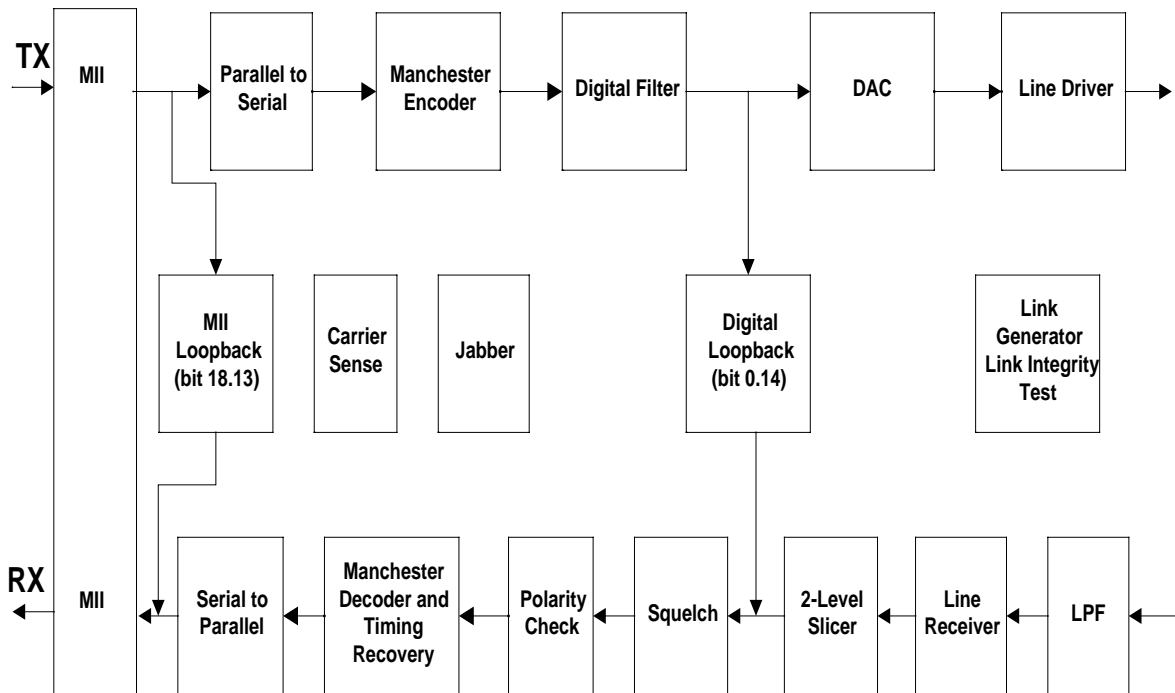 TX
MII
Parallel to
Serial
Manchester
Encoder
Digital Filter
DAC
Line Driver
MII
Loopback
(bit 18.13)
Carrier
Sense
Jabber
Digital
Loopback
(bit 0.14)
Link
Generator
Link Integrity
Test
RX
MII
Serial to
Parallel
Manchester
Decoder and
Timing
Recovery
Polarity
Check
Squelch
2-Level
Slicer
Line
Receiver
LPF